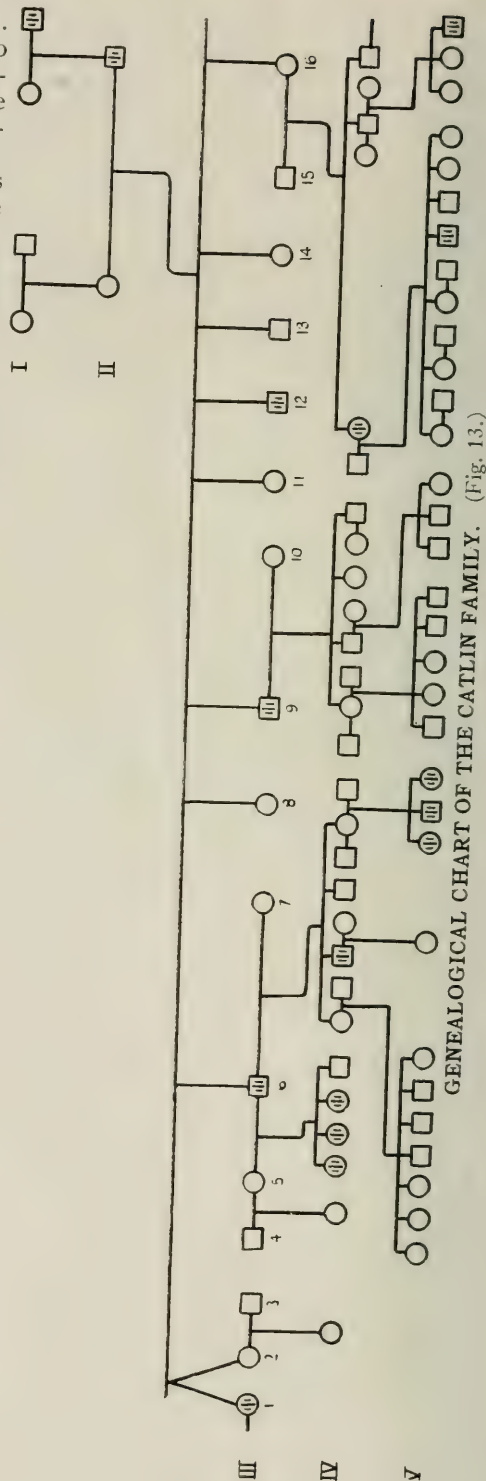 I
II
III
1 2 3 4 5 6 7 8 9 10 11 12 13 14 15 16
IV
V
GENEALOGICAL CHART OF THE CATLIN FAMILY. (Fig. 13.)